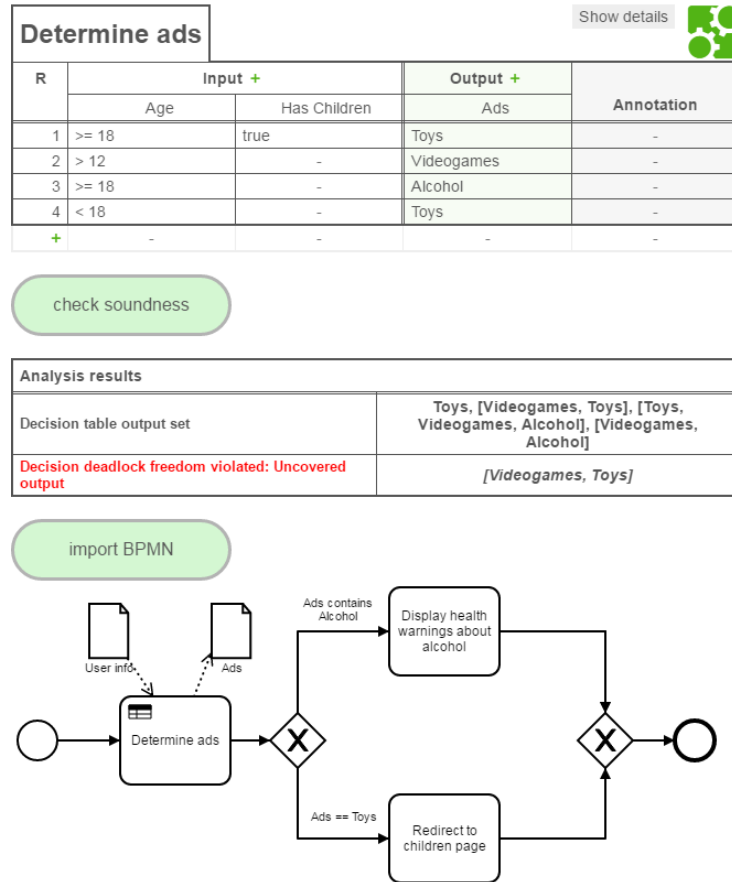 Show details
Determine ads
R Input + Output + Annotation
Age Has Children Ads
1 >= 18 true Toys -
2 > 12 - Videogames -
3 >= 18 - Alcohol -
4 < 18 - Toys -
+ - - - -
check soundness
Analysis results
Decision table output set
Toys, [Videogames, Toys], [Toys,
Videogames, Alcohol], [Videogames,
Alcohol]
Decision deadlock freedom violated: Uncovered
output
[Videogames, Toys]
import BPMN
Ads contains
Alcohol
Display health
warnings about
alcohol
User info
Ads
Determine ads
X
X
Ads == Toys
Redirect to
children page